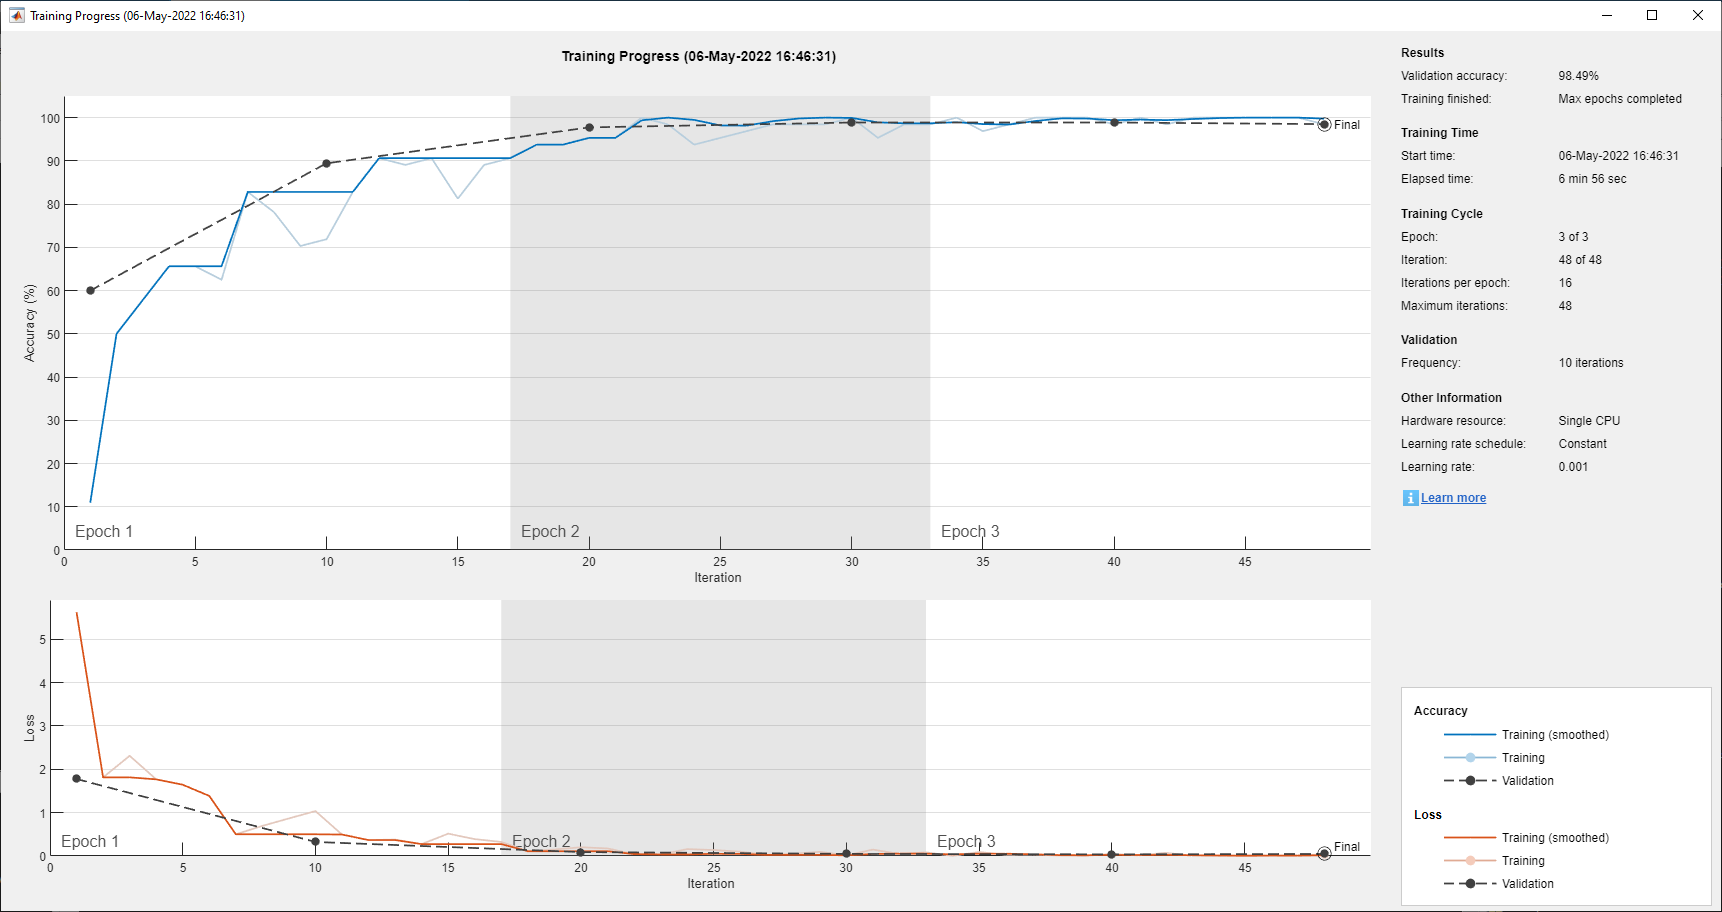 Training Progress (06-May-2022 16:46:31)
Training Progress (06-May-2022 16:46:31)
100
90
80
70
60
50
40
30
20
10
0
Accuracy (%)
Epoch 1
Epoch 2
Epoch 3
Final
0 5 10 15 20 25 30 35 40 45
Iteration
5
4
3
2
1
0
Loss
Epoch 1
Epoch 2
Epoch 3
Final
0 5 10 15 20 25 30 35 40 45
Iteration
Results
Validation accuracy: 98.49%
Training finished: Max epochs completed
Training Time
Start time: 06-May-2022 16:46:31
Elapsed time: 6 min 56 sec
Training Cycle
Epoch: 3 of 3
Iteration: 48 of 48
Iterations per epoch: 16
Maximum iterations: 48
Validation
Frequency: 10 iterations
Other Information
Hardware resource: Single CPU
Learning rate schedule: Constant
Learning rate: 0.001
i Learn more
Accuracy
Training (smoothed)
Training
Validation
Loss
Training (smoothed)
Training
Validation